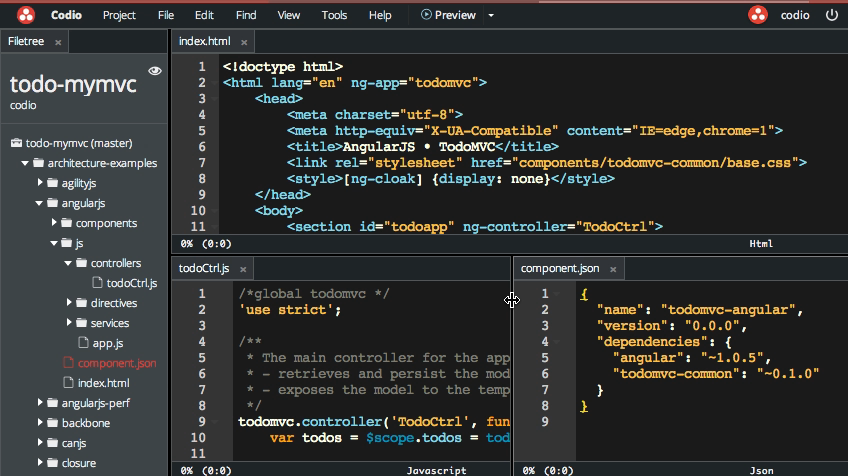 Codio Project File Edit Find View Tools Help Preview codio
Filetree ×
todo-mymvc
codio
todo-mymvc (master)
architecture-examples
agilityjs
angularjs
components
js
controllers
todoCtrl.js
directives
services
app.js
component.json
index.html
angularjs-perf
backbone
canjs
closure
index.html ×
1 <!doctype html>
2 <html lang="en" ng-app="todomvc">
3 <head>
4 <meta charset="utf-8">
5 <meta http-equiv="X-UA-Compatible" content="IE=edge,chrome=1">
6 <title>AngularJS • TodoMVC</title>
7 <link rel="stylesheet" href="components/todomvc-common/base.css">
8 <style>[ng-cloak] {display: none}</style>
9 </head>
10 <body>
11 <section id="todoapp" ng-controller="TodoCtrl">
0% (0:0) Html
todoCtrl.js ×
1 /*global todomvc */
2 'use strict';
3
4 /**
5 * The main controller for the app
6 * - retrieves and persist the mod
7 * - exposes the model to the temp
8 */
9 todomvc.controller('TodoCtrl', fun
10 var todos = $scope.todos = tod
11
0% (0:0) Javascript
component.json ×
1 {
2 "name": "todomvc-angular",
3 "version": "0.0.0",
4 "dependencies": {
5 "angular": "~1.0.5",
6 "todomvc-common": "~0.1.0"
7 }
8 }
9
0% (0:0) Json